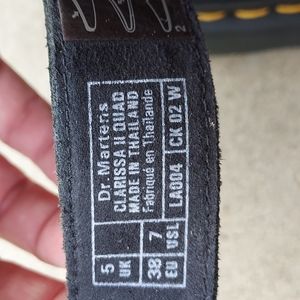 Dr.Martens
CLARISSA II QUAD
MADE IN THAILAND
Fabriqué en Thaïlande
LA004
CK 02 W
5
UK
38
EU
7
USL
2